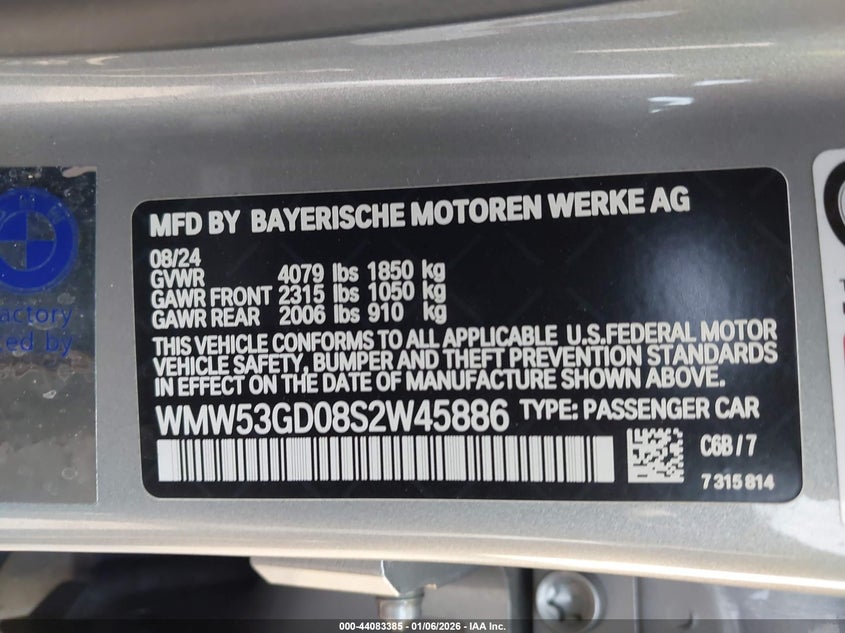 MFD BY BAYERISCHE MOTOREN WERKE AG
08/24
GVWR 4079 lbs 1850 kg
GAWR FRONT 2315 lbs 1050 kg
GAWR REAR 2006 lbs 910 kg
THIS VEHICLE CONFORMS TO ALL APPLICABLE U.S.FEDERAL MOTOR
VEHICLE SAFETY, BUMPER AND THEFT PREVENTION STANDARDS
IN EFFECT ON THE DATE OF MANUFACTURE SHOWN ABOVE.
WMW53GD08S2W45886 TYPE: PASSENGER CAR
C6B / 7
7 315 814
actory
ed by
000-44083385 - 01/06/2026 - IAA Inc.